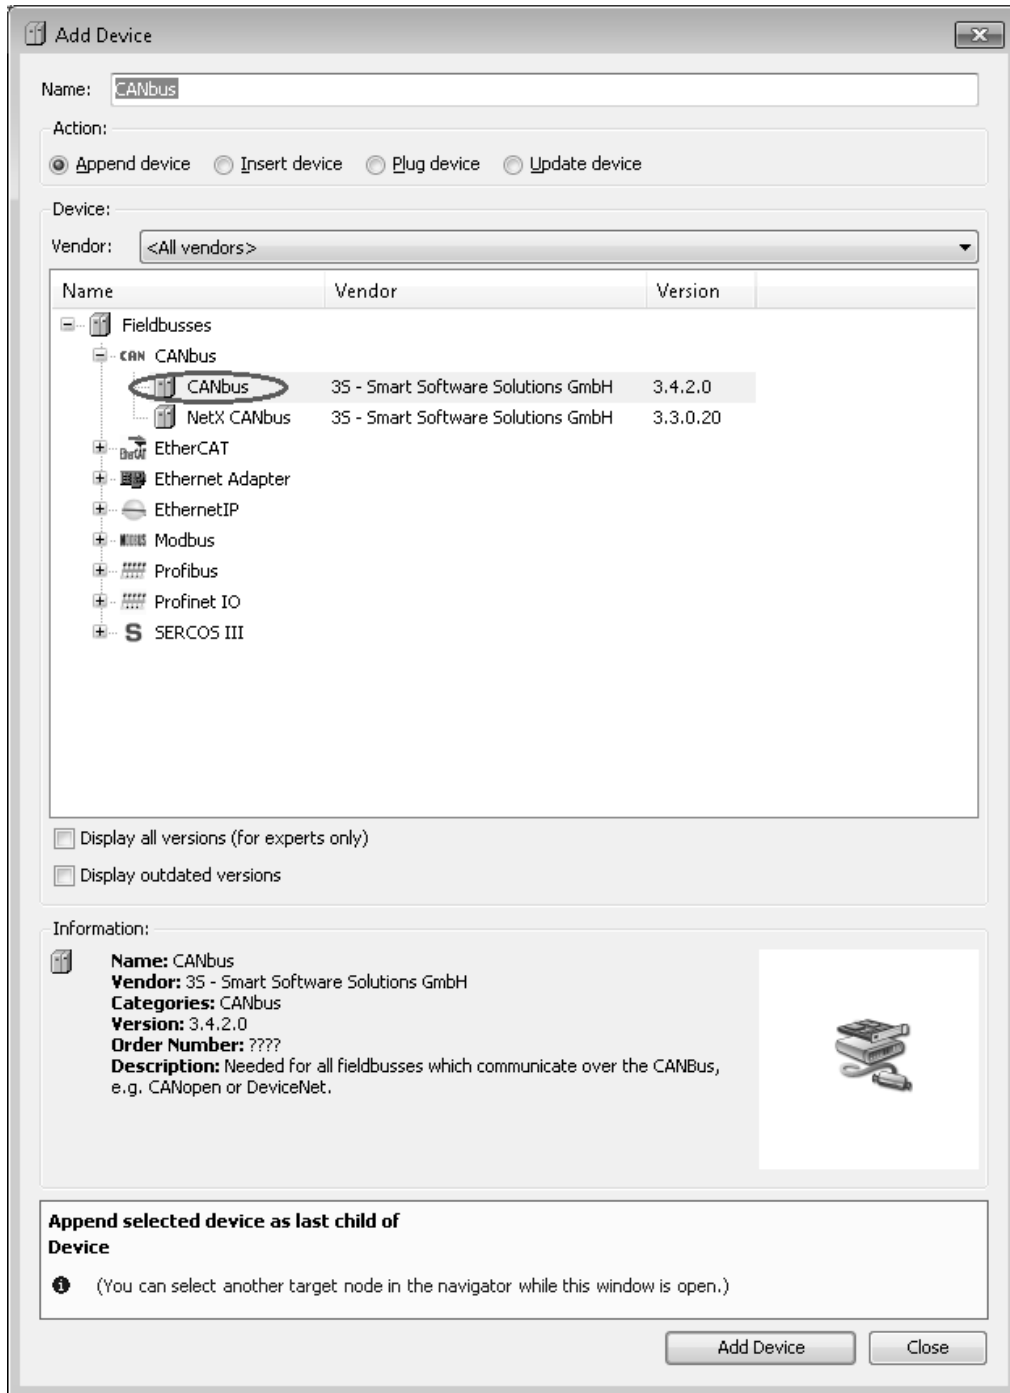 Add Device
Name: CANbus
Action:
Append device Insert device Plug device Update device
Device:
Vendor: <All vendors>
Name Vendor Version
Fieldbusses
CAN CANbus
CANbus 3S - Smart Software Solutions GmbH 3.4.2.0
NetX CANbus 3S - Smart Software Solutions GmbH 3.3.0.20
EtherCAT EtherCAT
Ethernet Adapter
EthernetIP
MODBUS Modbus
Profibus
Profinet IO
S SERCOS III
Display all versions (for experts only)
Display outdated versions
Information:
Name: CANbus
Vendor: 3S - Smart Software Solutions GmbH
Categories: CANbus
Version: 3.4.2.0
Order Number: ????
Description: Needed for all fieldbusses which communicate over the CANBus,
e.g. CANopen or DeviceNet.
Append selected device as last child of
Device
(You can select another target node in the navigator while this window is open.)
Add Device Close